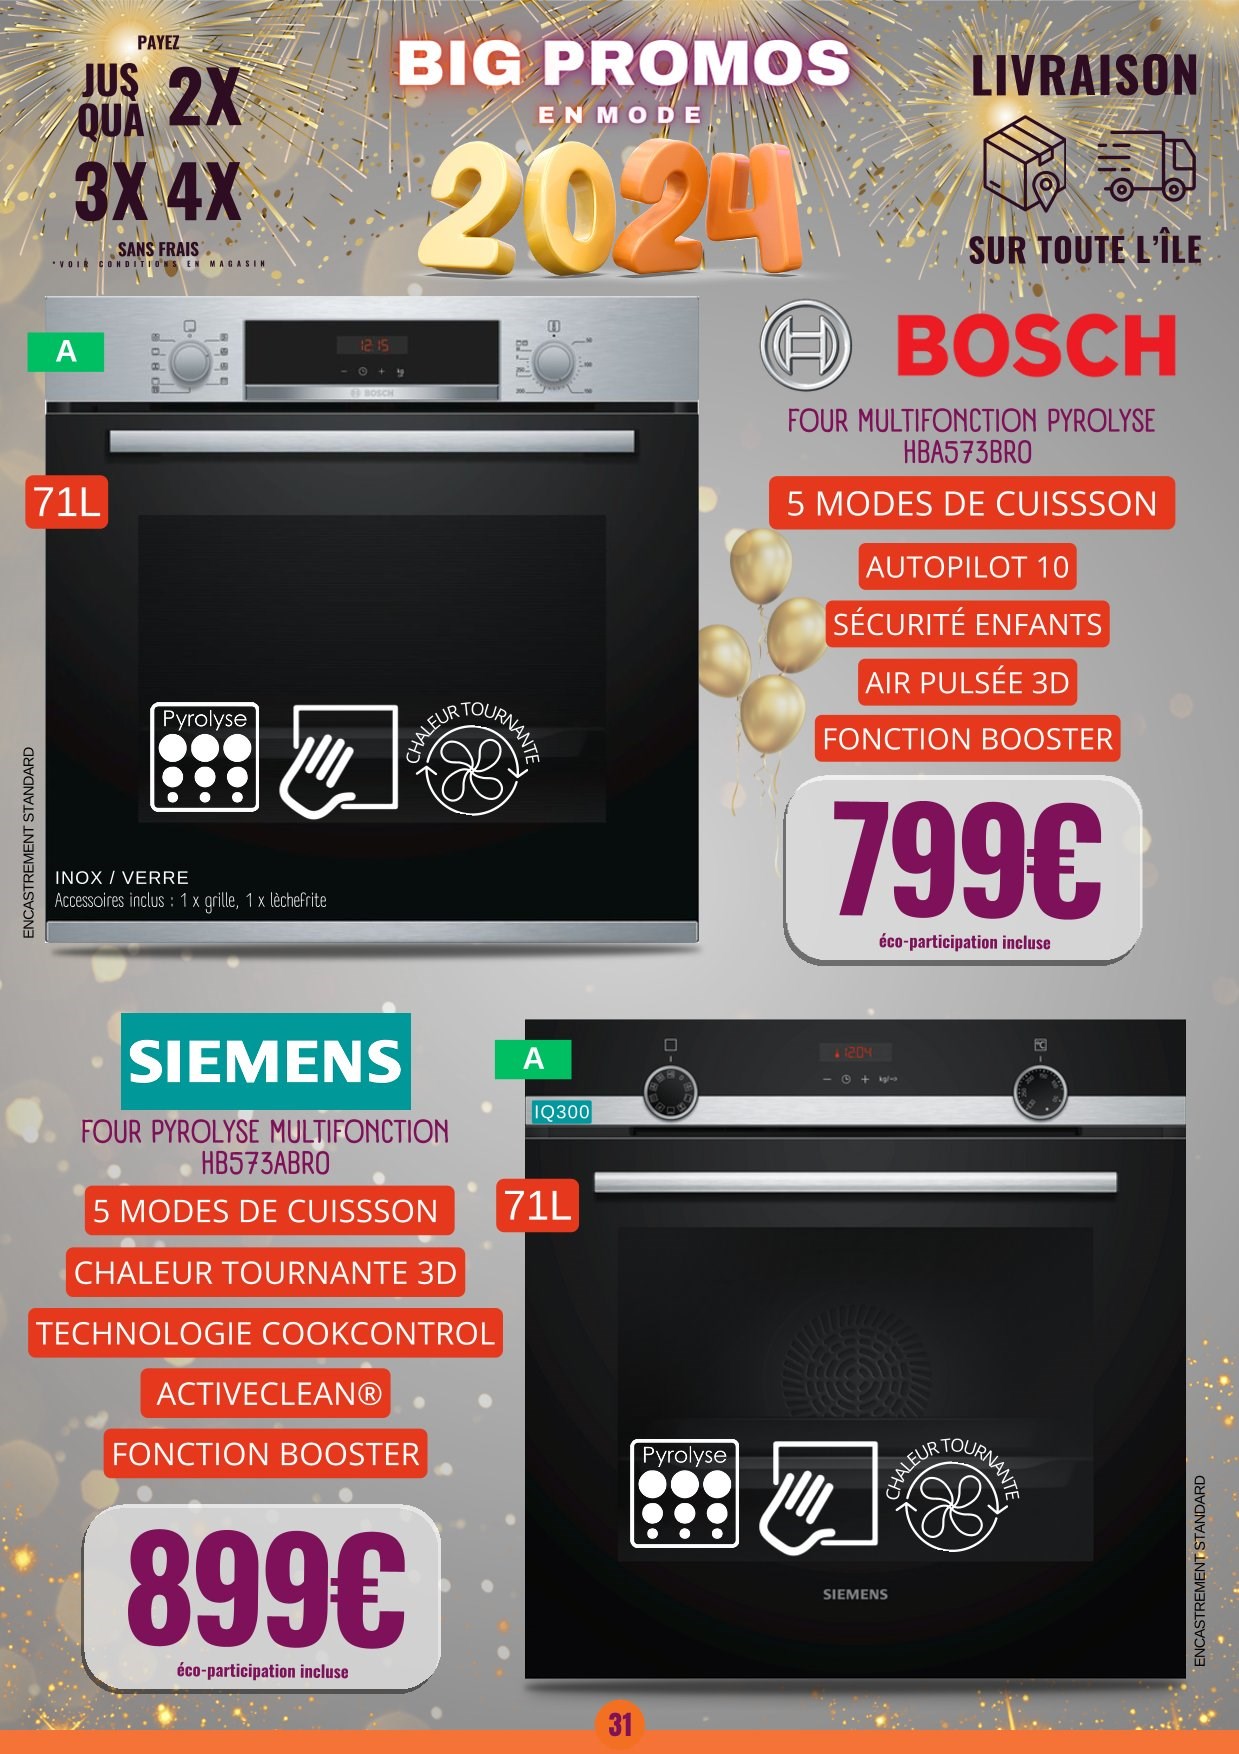 PAYEZ
JUS
QUÀ
2X
3X 4X
SANS FRAIS
*VOIR CONDITIONS EN MAGASIN
BIG PROMOS
EN MODE
2024
LIVRAISON
SUR TOUTE L'ÎLE
A
12:15
BOSCH
71L
Pyrolyse
CHALEUR TOURNANTE
ENCASTREMENT STANDARD
INOX / VERRE
Accessoires inclus : 1 x grille, 1 x lèchefrite
BOSCH
FOUR MULTIFONCTION PYROLYSE
HBA573BR0
5 MODES DE CUISSSON
AUTOPILOT 10
SÉCURITÉ ENFANTS
AIR PULSÉE 3D
FONCTION BOOSTER
799€
éco-participation incluse
SIEMENS
FOUR PYROLYSE MULTIFONCTION
HB573ABR0
5 MODES DE CUISSSON
CHALEUR TOURNANTE 3D
TECHNOLOGIE COOKCONTROL
ACTIVECLEAN®
FONCTION BOOSTER
899€
éco-participation incluse
A
12:04
IQ300
71L
Pyrolyse
CHALEUR TOURNANTE
SIEMENS
ENCASTREMENT STANDARD
31